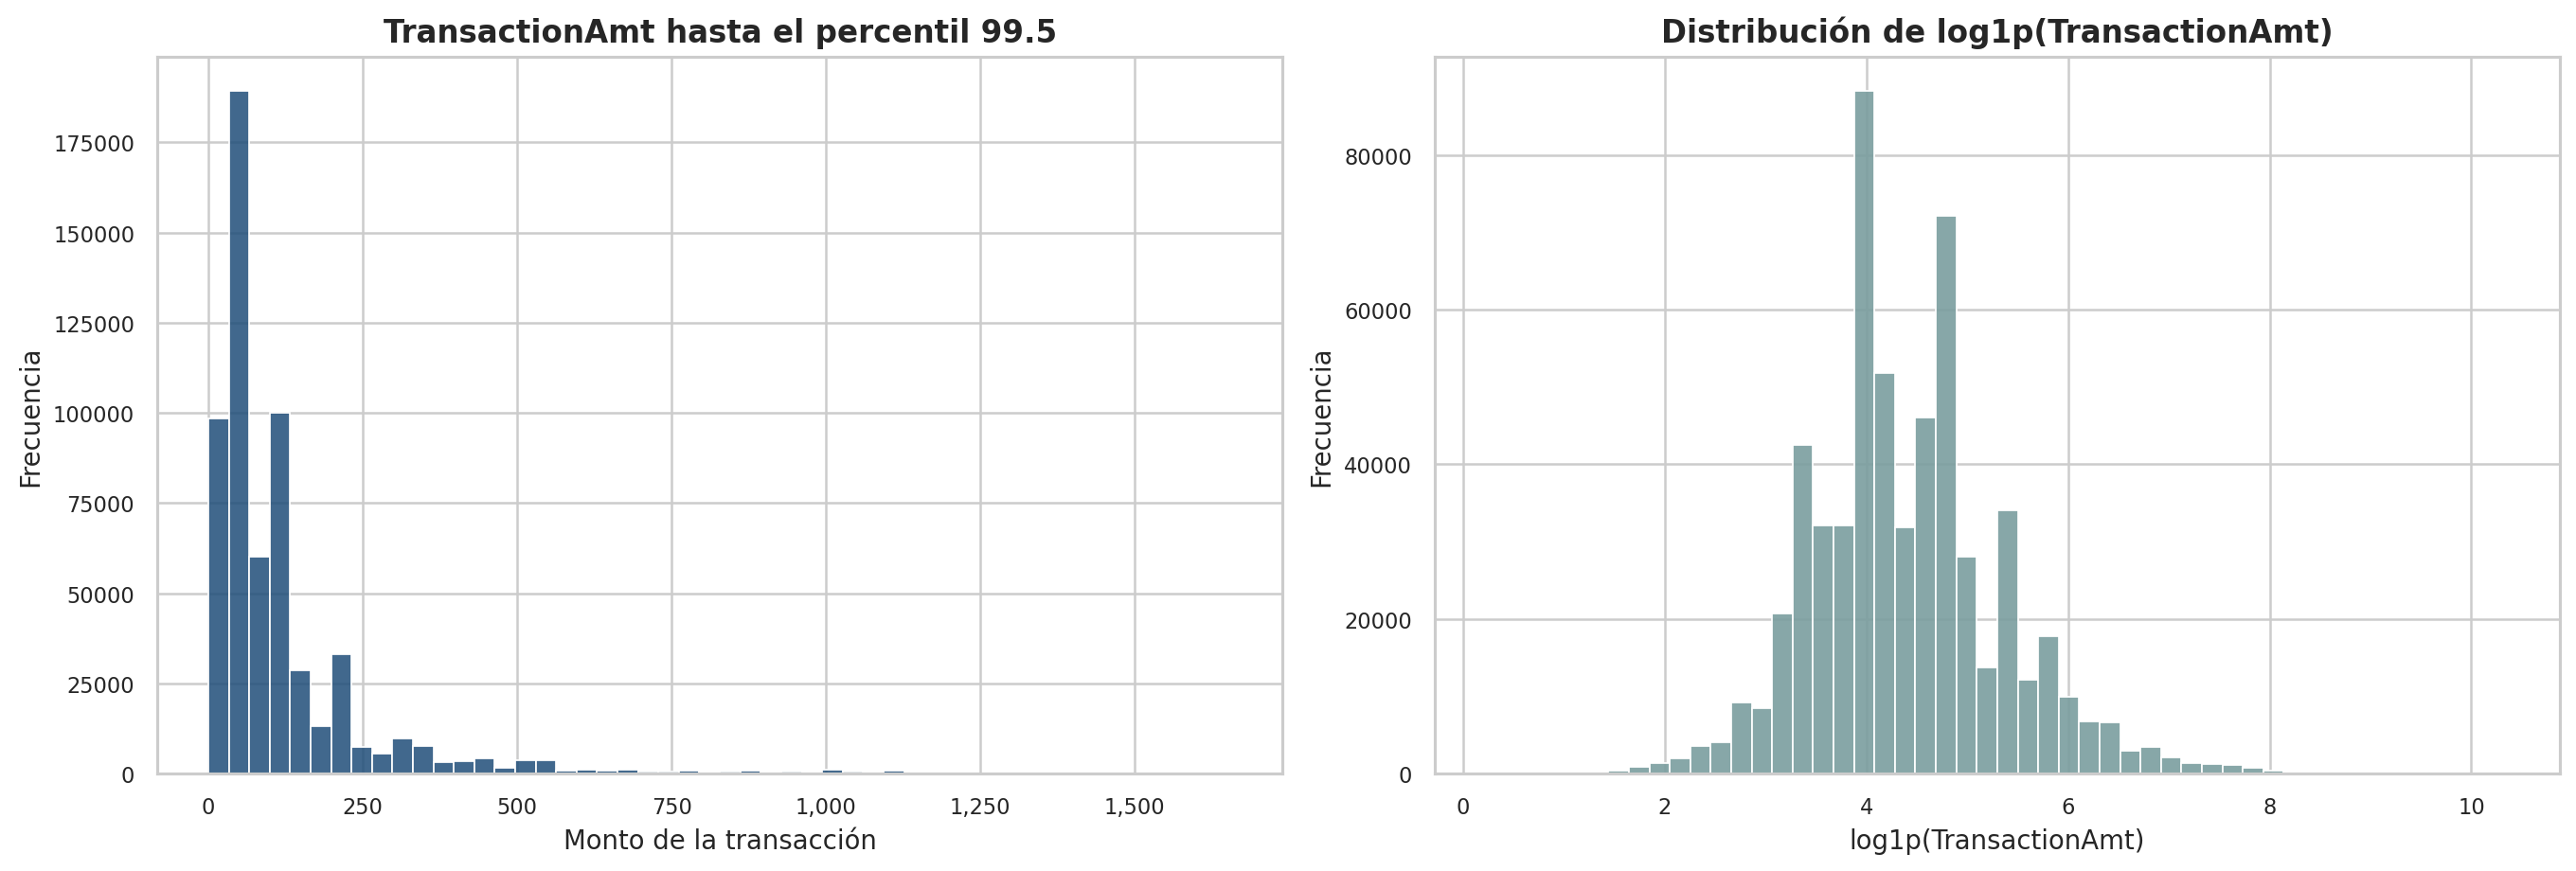 TransactionAmt hasta el percentil 99.5
Frecuencia
175000
150000
125000
100000
75000
50000
25000
0
0 250 500 750 1,000 1,250 1,500
Monto de la transacción
Distribución de log1p(TransactionAmt)
Frecuencia
80000
60000
40000
20000
0
0 2 4 6 8 10
log1p(TransactionAmt)